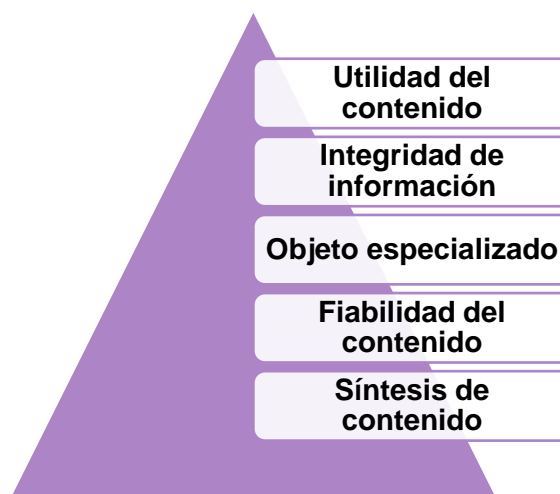 Utilidad del
contenido
Integridad de
información
Objeto especializado
Fiabilidad del
contenido
Síntesis de
contenido